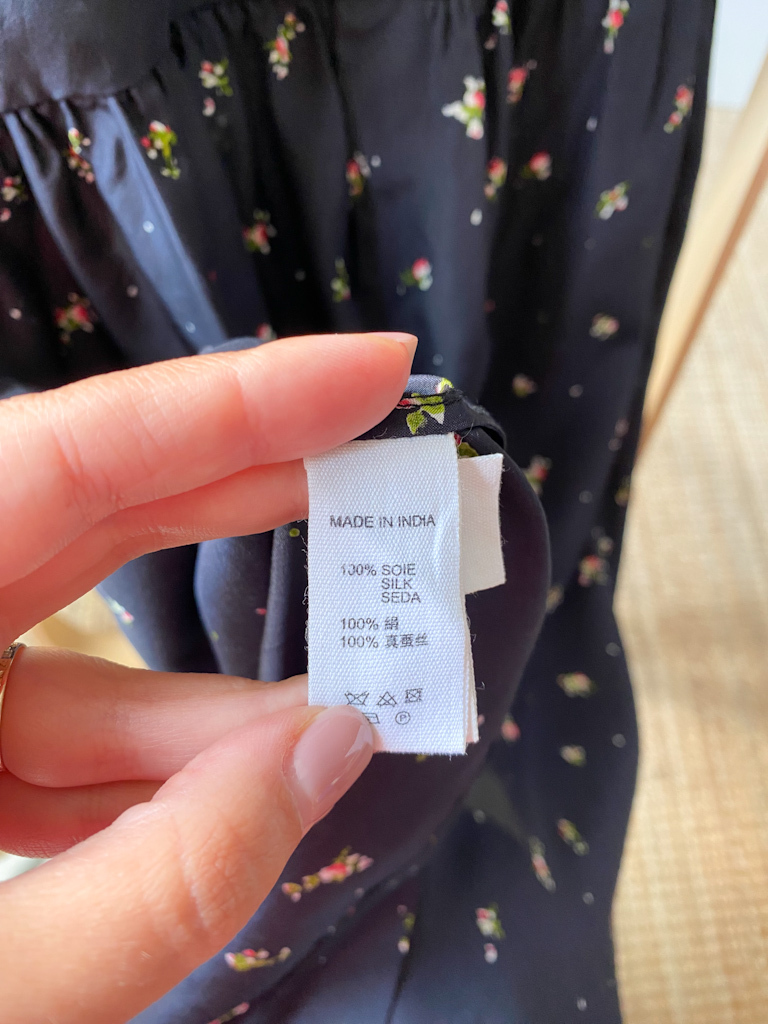 MADE IN INDIA
100% SOIE
SILK
SEDA
100% 絹
100% 真蚕丝
P